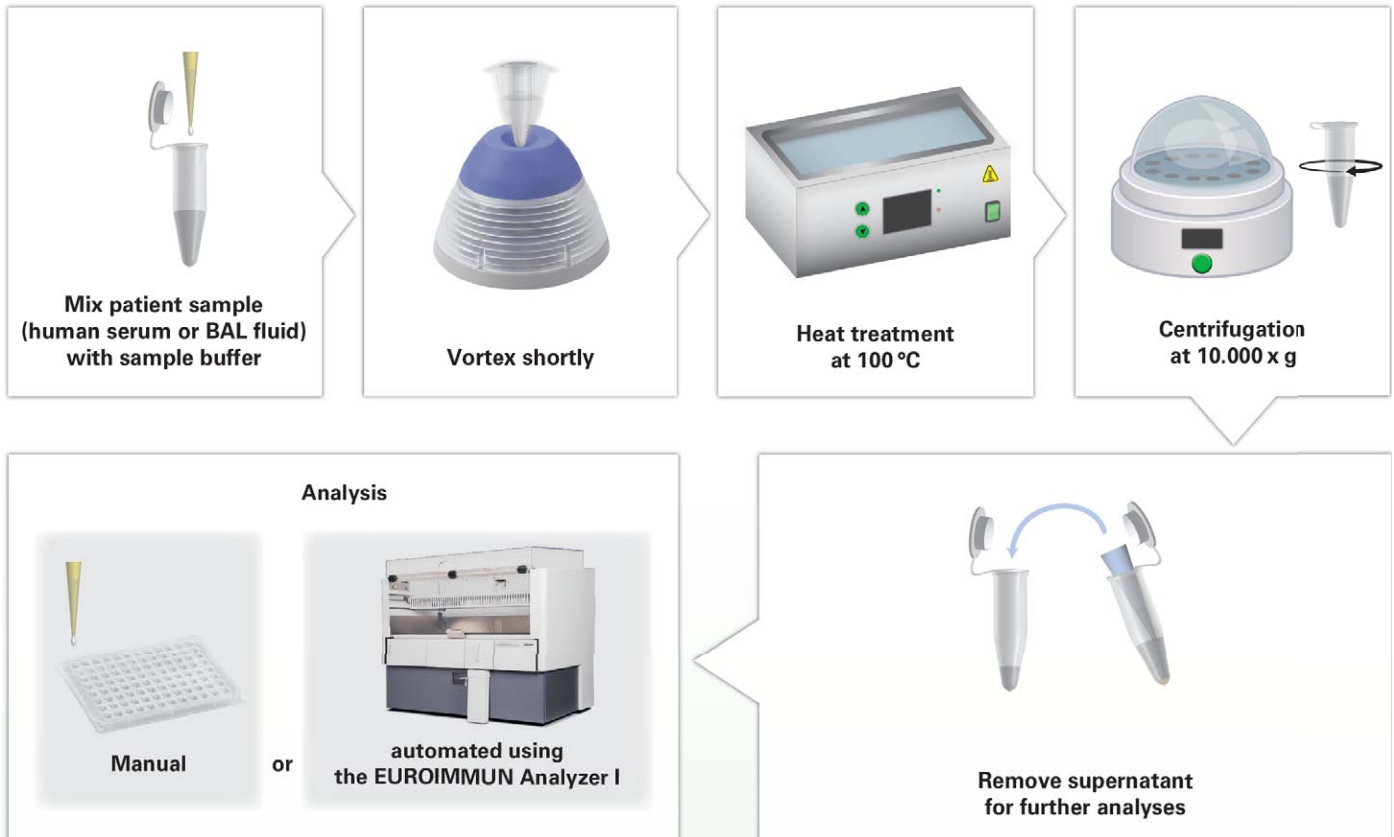 Mix patient sample
(human serum or BAL fluid)
with sample buffer
Vortex shortly
Heat treatment
at 100 °C
Centrifugation
at 10.000 x g
Remove supernatant
for further analyses
Analysis
Manual
or
automated using
the EUROIMMUN Analyzer I